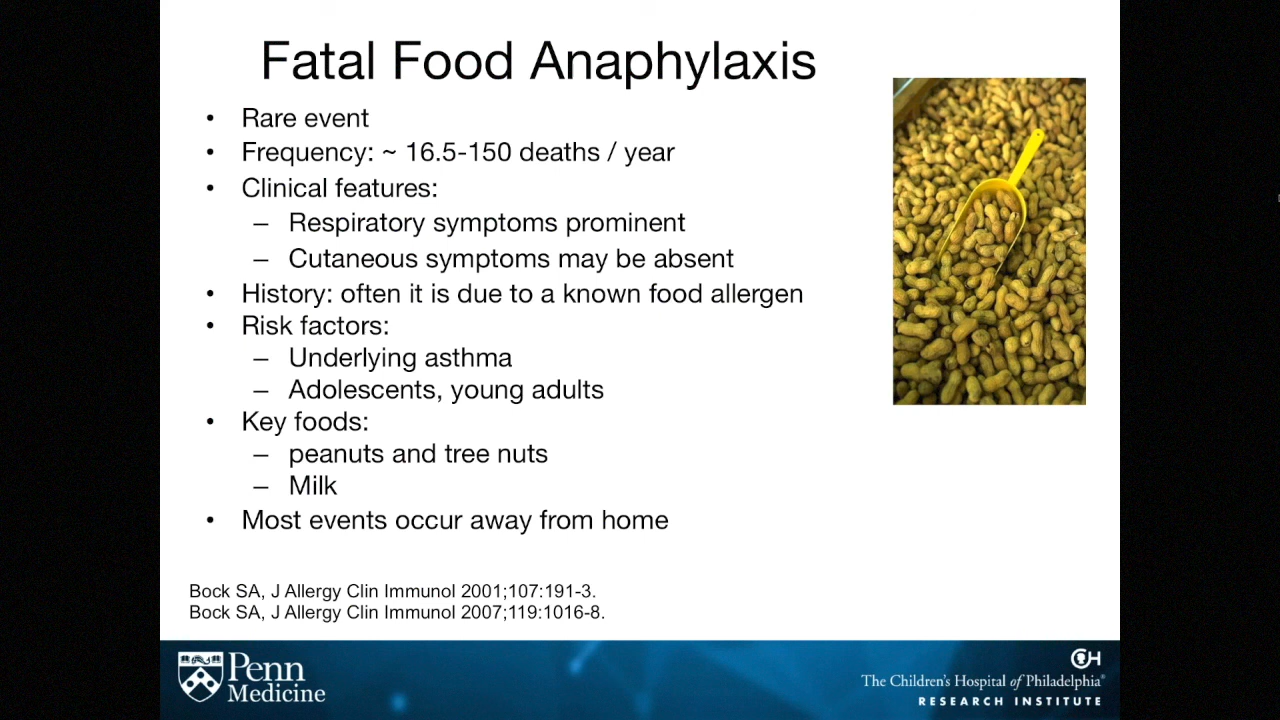 Fatal Food Anaphylaxis
• Rare event
• Frequency: ~ 16.5-150 deaths / year
• Clinical features:
– Respiratory symptoms prominent
– Cutaneous symptoms may be absent
• History: often it is due to a known food allergen
• Risk factors:
– Underlying asthma
– Adolescents, young adults
• Key foods:
– peanuts and tree nuts
– Milk
• Most events occur away from home
Bock SA, J Allergy Clin Immunol 2001;107:191-3.
Bock SA, J Allergy Clin Immunol 2007;119:1016-8.
Penn
Medicine
CH
The Children's Hospital of Philadelphia®
RESEARCH INSTITUTE